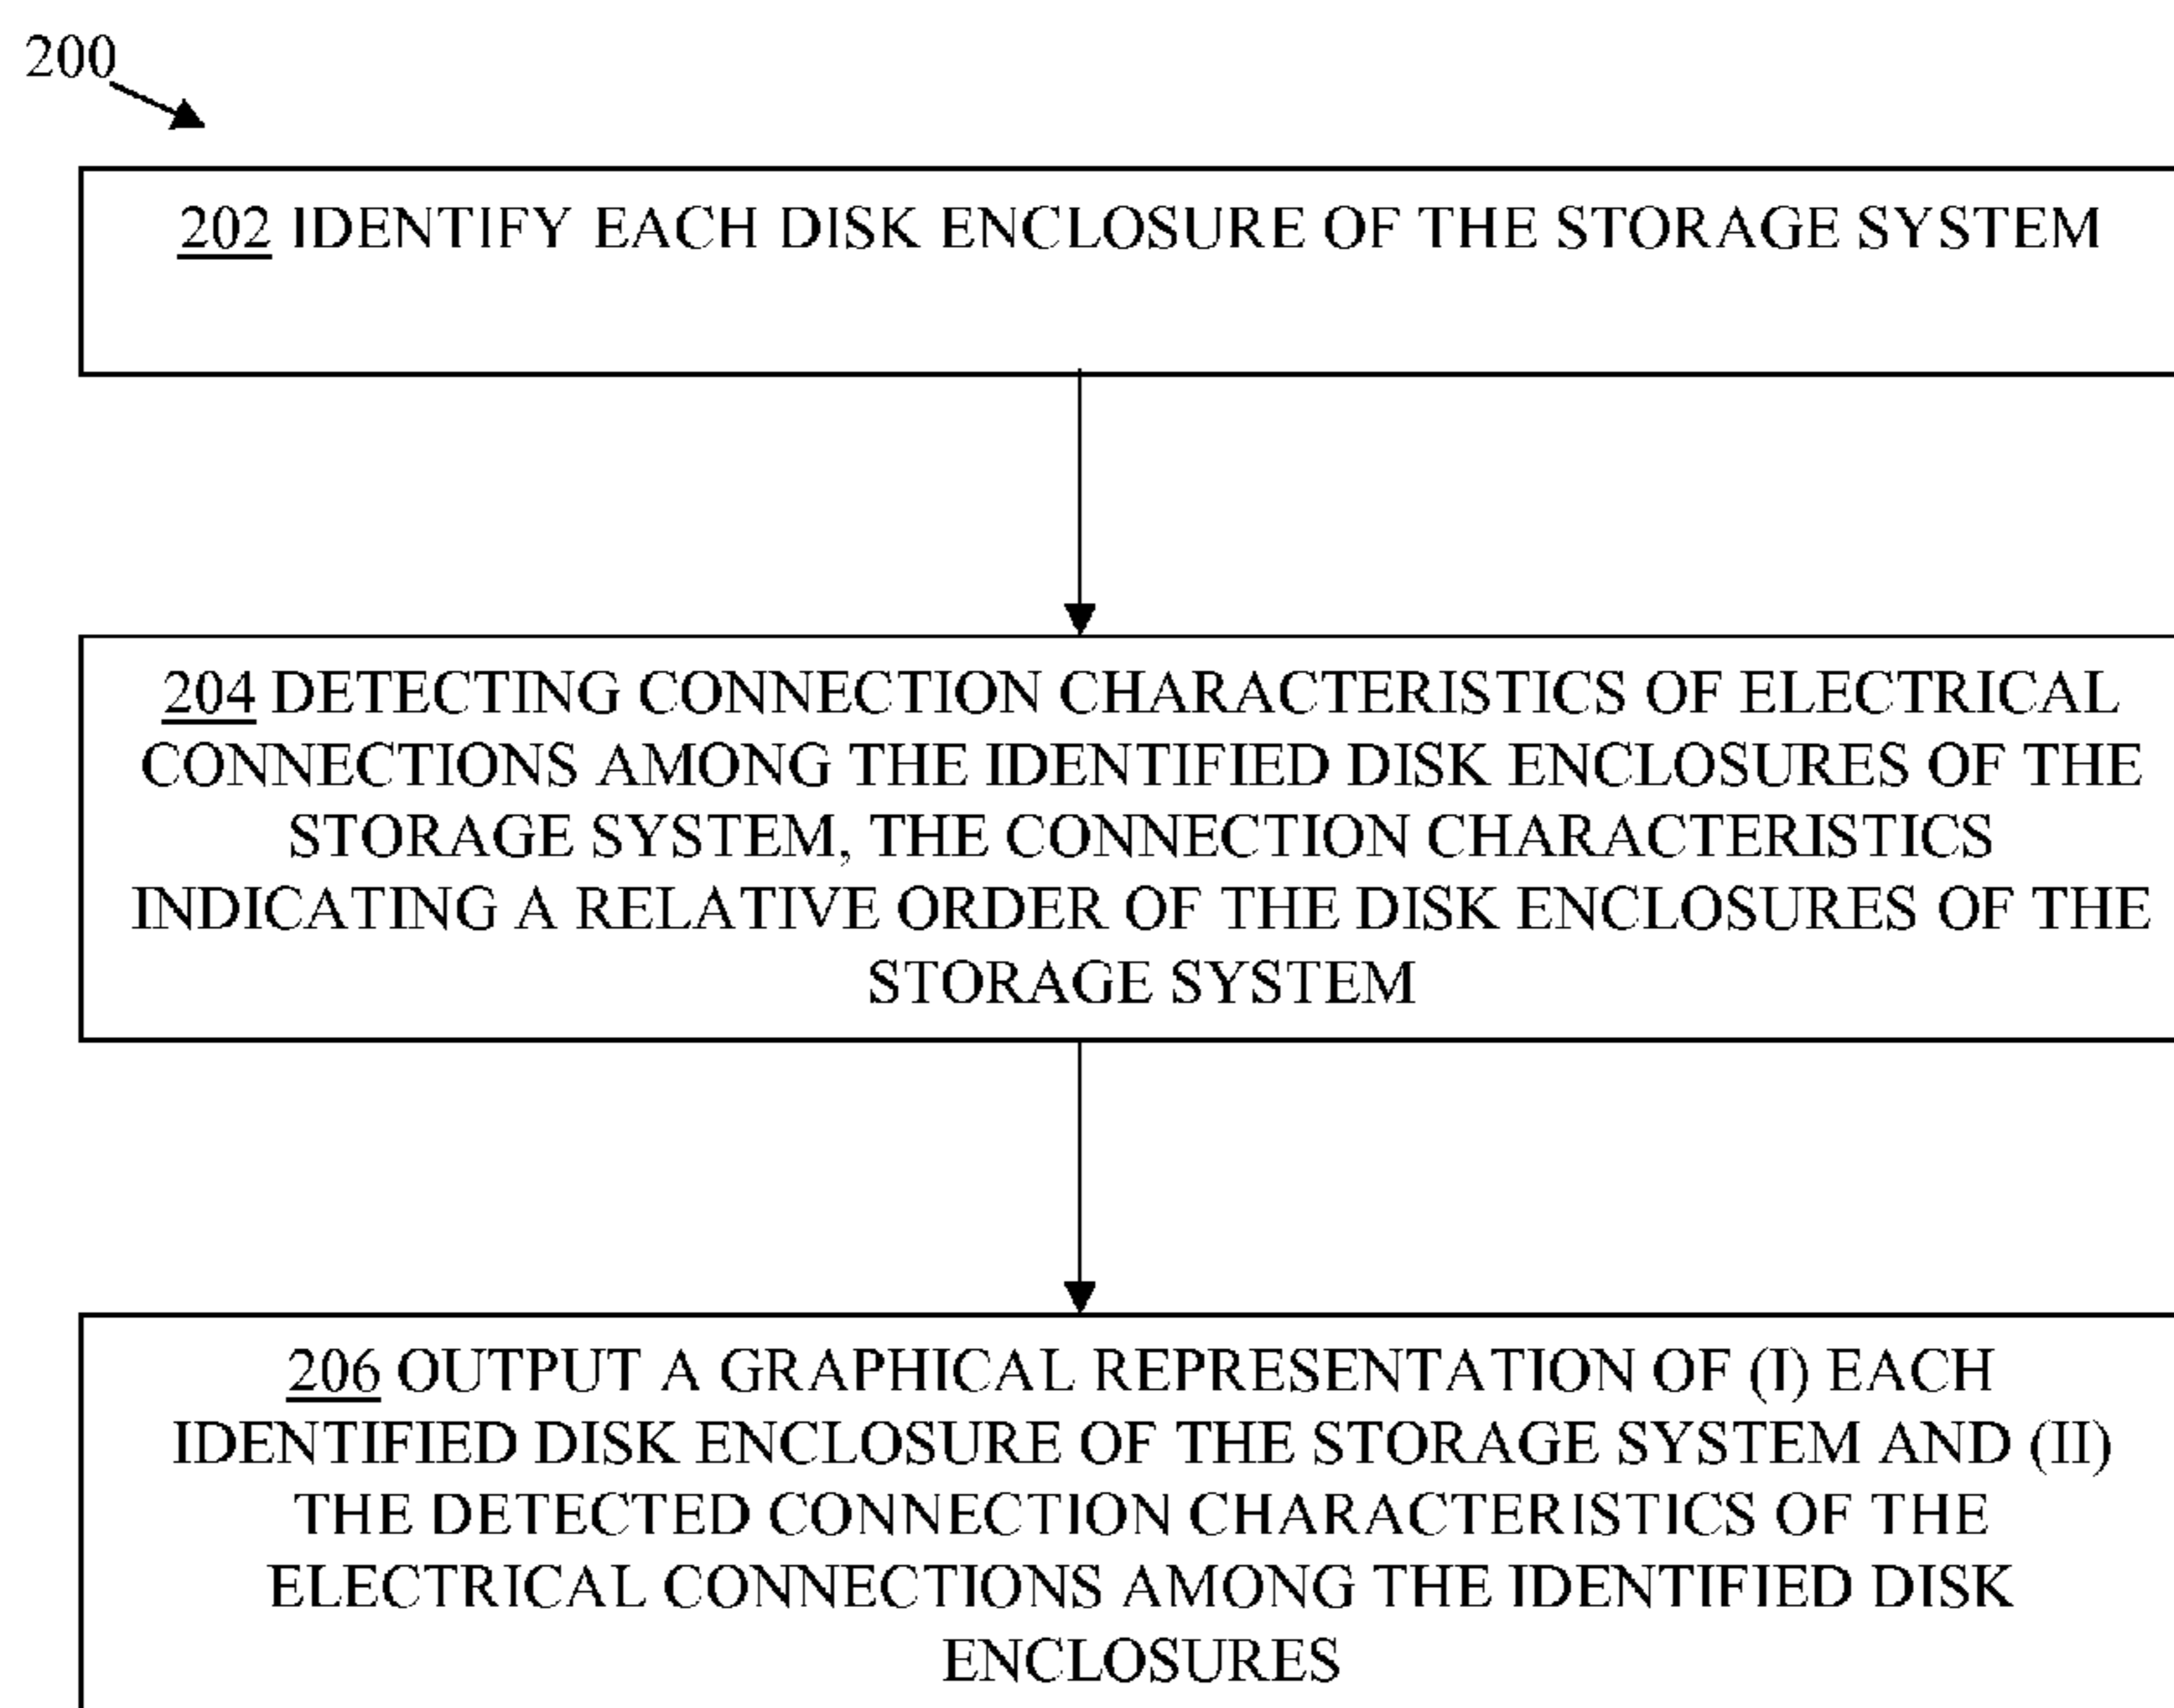 200
202 IDENTIFY EACH DISK ENCLOSURE OF THE STORAGE SYSTEM
204 DETECTING CONNECTION CHARACTERISTICS OF ELECTRICAL
CONNECTIONS AMONG THE IDENTIFIED DISK ENCLOSURES OF THE
STORAGE SYSTEM, THE CONNECTION CHARACTERISTICS
INDICATING A RELATIVE ORDER OF THE DISK ENCLOSURES OF THE
STORAGE SYSTEM
206 OUTPUT A GRAPHICAL REPRESENTATION OF (I) EACH
IDENTIFIED DISK ENCLOSURE OF THE STORAGE SYSTEM AND (II)
THE DETECTED CONNECTION CHARACTERISTICS OF THE
ELECTRICAL CONNECTIONS AMONG THE IDENTIFIED DISK
ENCLOSURES